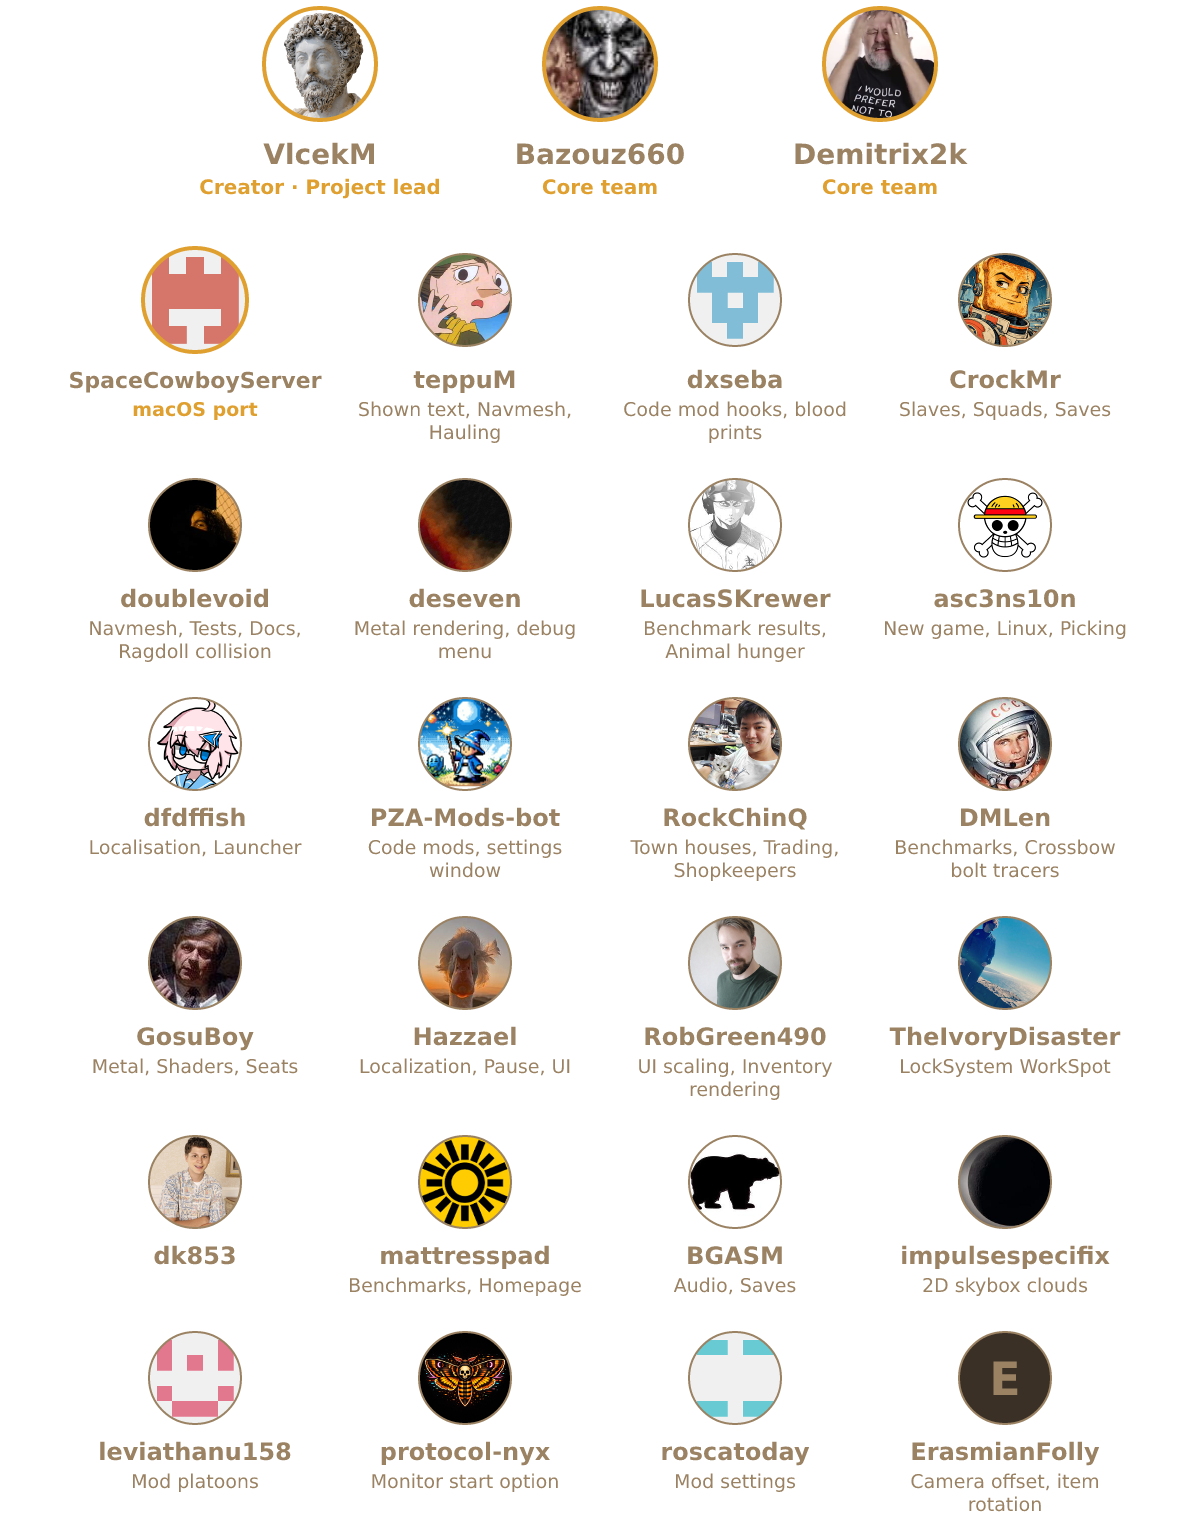 I WOULD
PREFER
NOT TO
VlcekM
Bazouz660
Demitrix2k
Creator · Project lead
Core team
Core team
SpaceCowboyServer
teppuM
dxseba
CrockMr
macOS port
Shown text, Navmesh,
Hauling
Code mod hooks, blood
prints
Slaves, Squads, Saves
doublevoid
deseven
LucasSKrewer
asc3ns10n
Navmesh, Tests, Docs,
Ragdoll collision
Metal rendering, debug
menu
Benchmark results,
Animal hunger
New game, Linux, Picking
CCC
dfdffish
PZA-Mods-bot
RockChinQ
DMLen
Localisation, Launcher
Code mods, settings
window
Town houses, Trading,
Shopkeepers
Benchmarks, Crossbow
bolt tracers
GosuBoy
Hazzael
RobGreen490
TheIvoryDisaster
Metal, Shaders, Seats
Localization, Pause, UI
UI scaling, Inventory
rendering
LockSystem WorkSpot
dk853
mattresspad
BGASM
impulsespecifix
Benchmarks, Homepage
Audio, Saves
2D skybox clouds
E
leviathanu158
protocol-nyx
roscatoday
ErasmianFolly
Mod platoons
Monitor start option
Mod settings
Camera offset, item
rotation